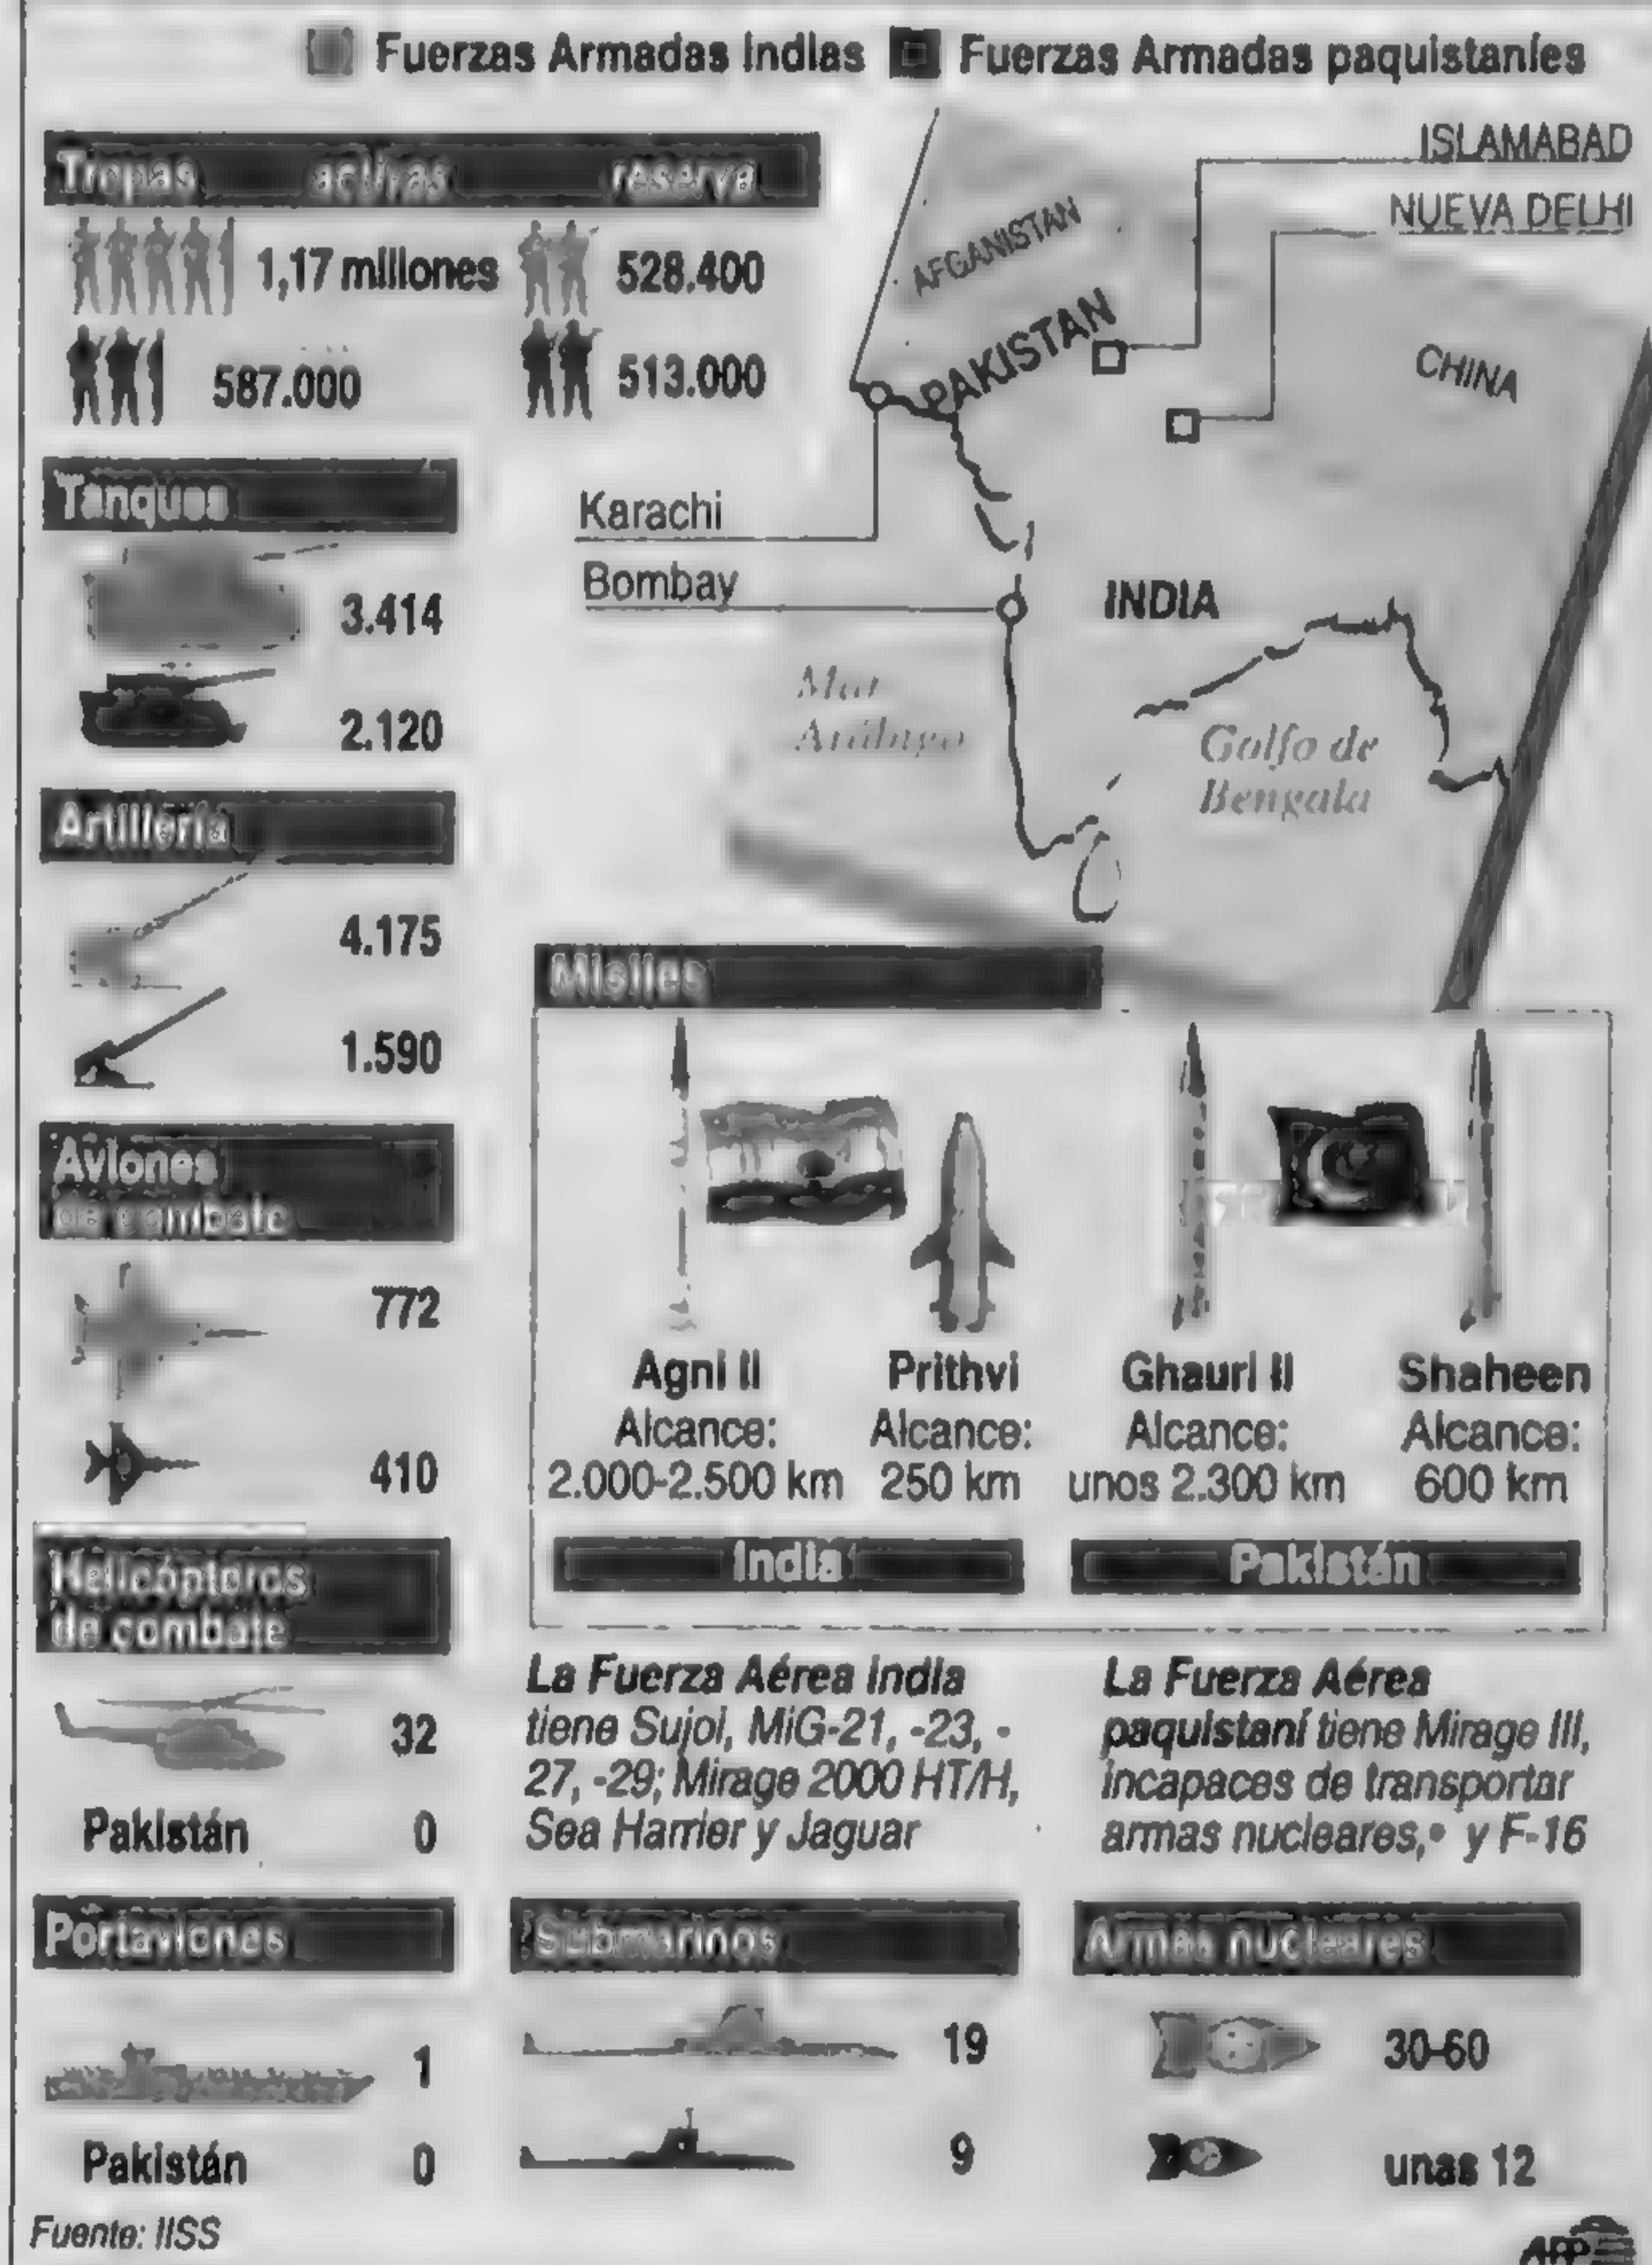 Fuerzas Armadas indias Fuerzas Armadas paquistaníes
Tropas activas reserva
1,17 millones 528.400
587.000 513.000
ISLAMABAD
NUEVA DELHI
AFGANISTAN
PAKISTAN
CHINA
Karachi
Bombay
INDIA
Mar
Golfo de
Bengala
Tanques
3.414
2.120
Artillería
4.175
1.590
Aviones
de combate
772
410
Helicópteros
de combate
32
Pakistán 0
Misiles
Agni II Prithvi Ghauri II Shaheen
Alcance: Alcance: Alcance: Alcance:
2.000-2.500 km 250 km unos 2.300 km 600 km
India Pakistán
La Fuerza Aérea india
tiene Sujoi, MiG-21, -23, -
27, -29; Mirage 2000 HT/H,
Sea Harrier y Jaguar
La Fuerza Aérea
paquistaní tiene Mirage III,
incapaces de transportar
armas nucleares, y F-16
Portaviones
1
Pakistán 0
Submarinos
19
9
Armas nucleares
30-60
unas 12
Fuente: IISS
AFP